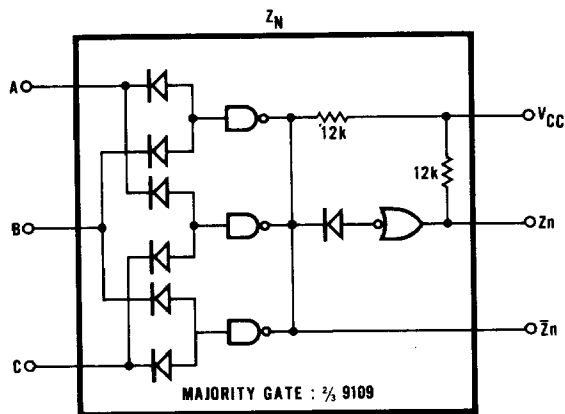 Z_N
A
V_CC
12k
12k
B
Zn
Z̅n
C
MAJORITY GATE : ⅔ 9109